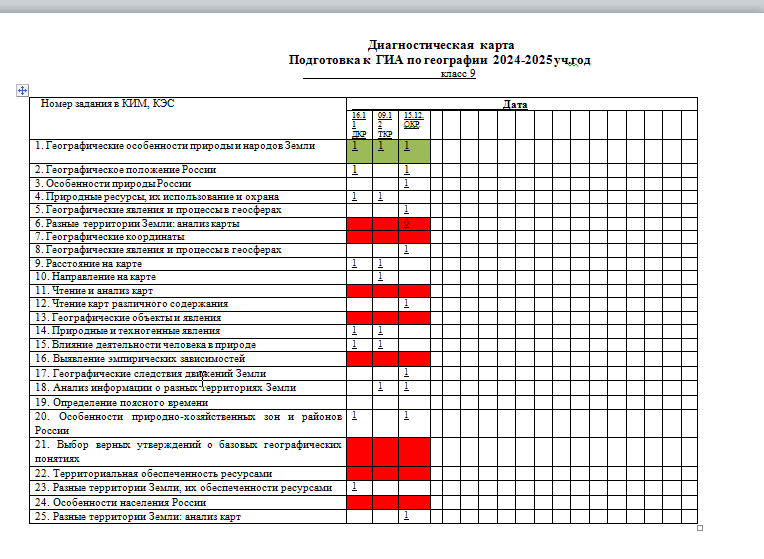 Диагностическая карта
Подготовка к ГИА по географии 2024-2025уч.год
класс 9
Номер задания в КИМ, КЭС Дата
16.1 09.1 15.12.
1 2 ОКР.
ДКР ТКР
1. Географические особенности природы и народов Земли 1 1 1
2. Географическое положение России 1 1
3. Особенности природы России 1
4. Природные ресурсы, их использование и охрана 1 1
5. Географические явления и процессы в геосферах 1
6. Разные территории Земли: анализ карты
7. Географические координаты
8. Географические явления и процессы в геосферах 1
9. Расстояние на карте 1 1
10. Направление на карте 1
11. Чтение и анализ карт
12. Чтение карт различного содержания 1
13. Географические объекты и явления
14. Природные и техногенные явления 1 1
15. Влияние деятельности человека в природе 1 1
16. Выявление эмпирических зависимостей
17. Географические следствия движений Земли 1
18. Анализ информации о разных территориях Земли 1 1
19. Определение поясного времени
20. Особенности природно-хозяйственных зон и районов 1 1
России
21. Выбор верных утверждений о базовых географических
понятиях
22. Территориальная обеспеченность ресурсами
23. Разные территории Земли, их обеспеченности ресурсами 1
24. Особенности населения России
25. Разные территории Земли: анализ карт 1